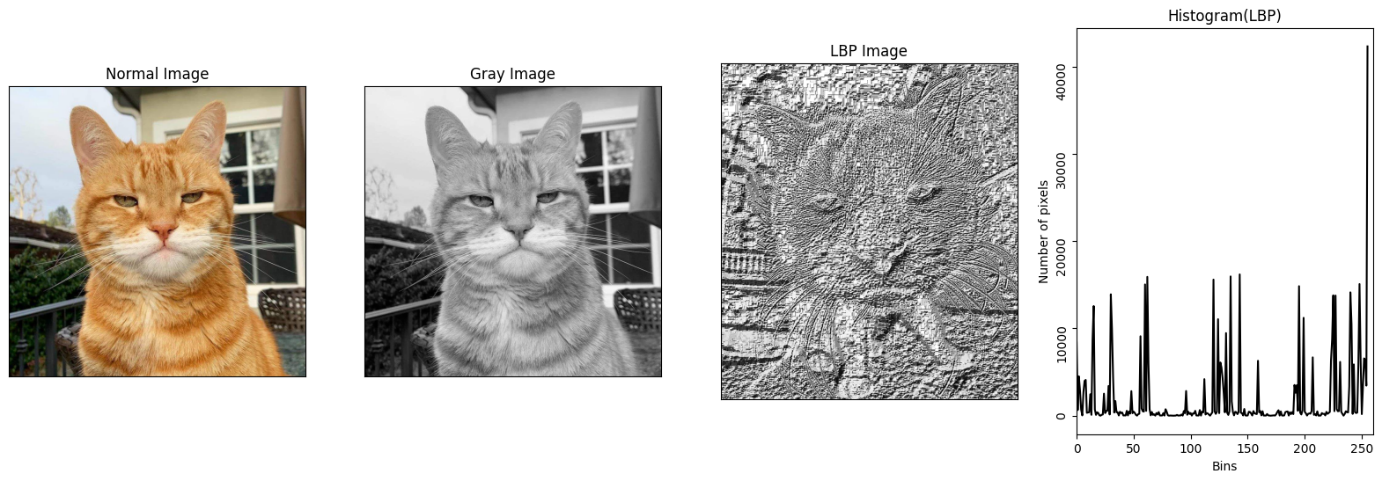 Normal Image
Gray Image
LBP Image
Histogram(LBP)
Number of pixels
40000
30000
20000
10000
0
0 50 100 150 200 250
Bins